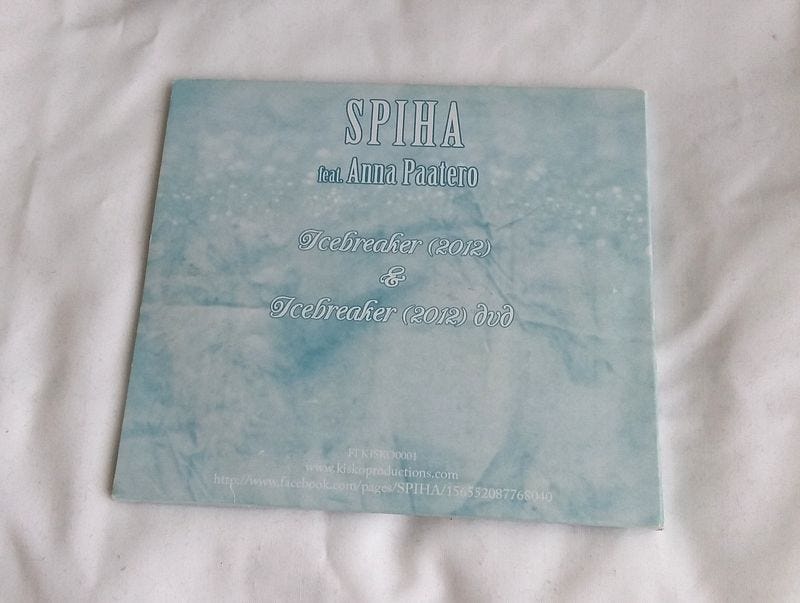 SPIHA
feat. Anna Paatero
Icebreaker (2012)
&
Icebreaker (2012) dvd
FI KISKO0001
www.kiskoproductions.com
http://www.facebook.com/pages/SPIHA/156552087768040